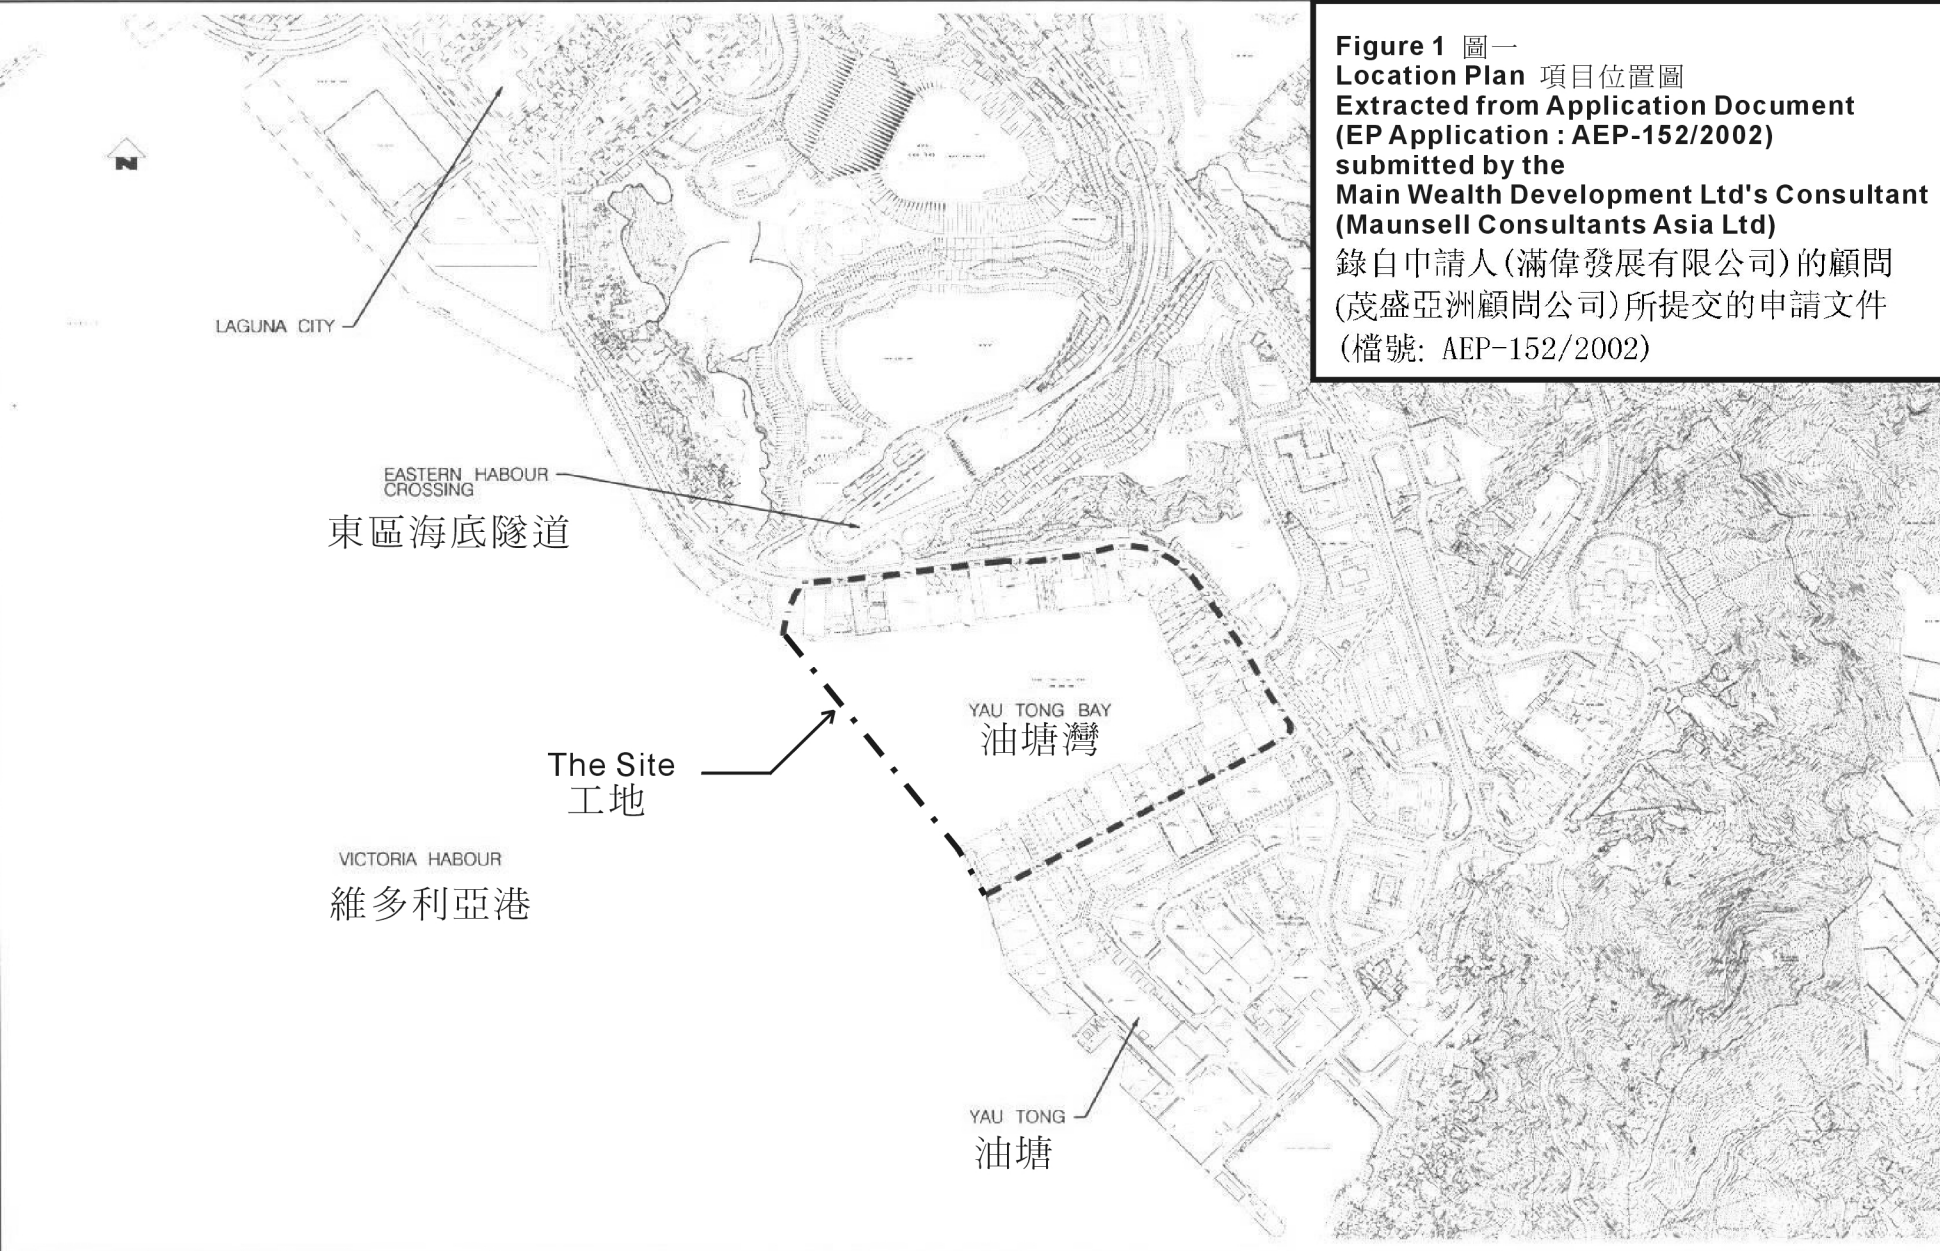 Figure 1 圖一
Location Plan 項目位置圖
Extracted from Application Document
(EP Application : AEP-152/2002)
submitted by the
Main Wealth Development Ltd's Consultant
(Maunsell Consultants Asia Ltd)
錄自申請人(滿偉發展有限公司)的顧問
(茂盛亞洲顧問公司)所提交的申請文件
(檔號: AEP-152/2002)
N
LAGUNA CITY
EASTERN HABOUR
CROSSING
東區海底隧道
YAU TONG BAY
油塘灣
The Site
工地
VICTORIA HABOUR
維多利亞港
YAU TONG
油塘